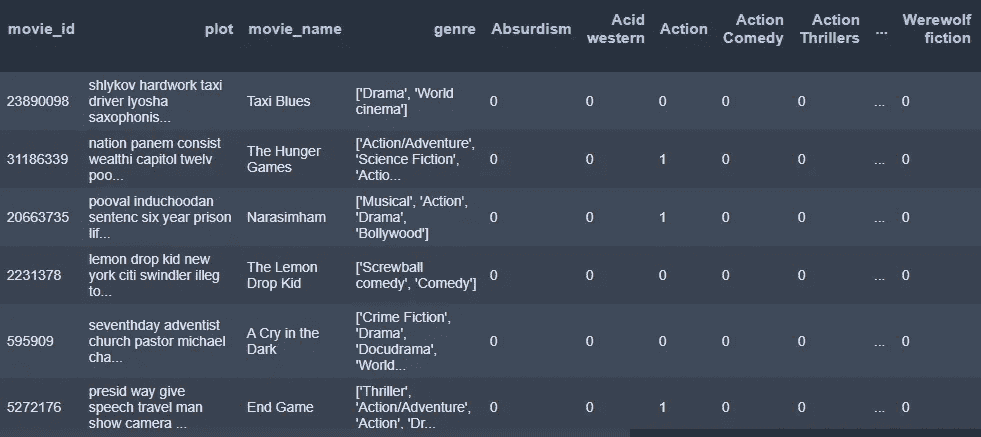 movie_id plot movie_name genre Absurdism Acid western Action Action Comedy Action Thrillers ... Werewolf fiction
23890098 shlykov hardwork taxi driver lyosha saxophonis... Taxi Blues ['Drama', 'World cinema'] 0 0 0 0 0 ... 0
31186339 nation panem consist wealthi capitol twelv poo... The Hunger Games ['Action/Adventure', 'Science Fiction', 'Actio... 0 0 1 0 0 ... 0
20663735 pooval induchoodan sentenc six year prison lif... Narasimham ['Musical', 'Action', 'Drama', 'Bollywood'] 0 0 1 0 0 ... 0
2231378 lemon drop kid new york citi swindler illeg to... The Lemon Drop Kid ['Screwball comedy', 'Comedy'] 0 0 0 0 0 ... 0
595909 seventhday adventist church pastor michael cha... A Cry in the Dark ['Crime Fiction', 'Drama', 'Docudrama', 'World... 0 0 0 0 0 ... 0
5272176 presid way give speech travel man show camera ... End Game ['Thriller', 'Action/Adventure', 'Action', 'Dr... 0 0 1 0 0 ... 0